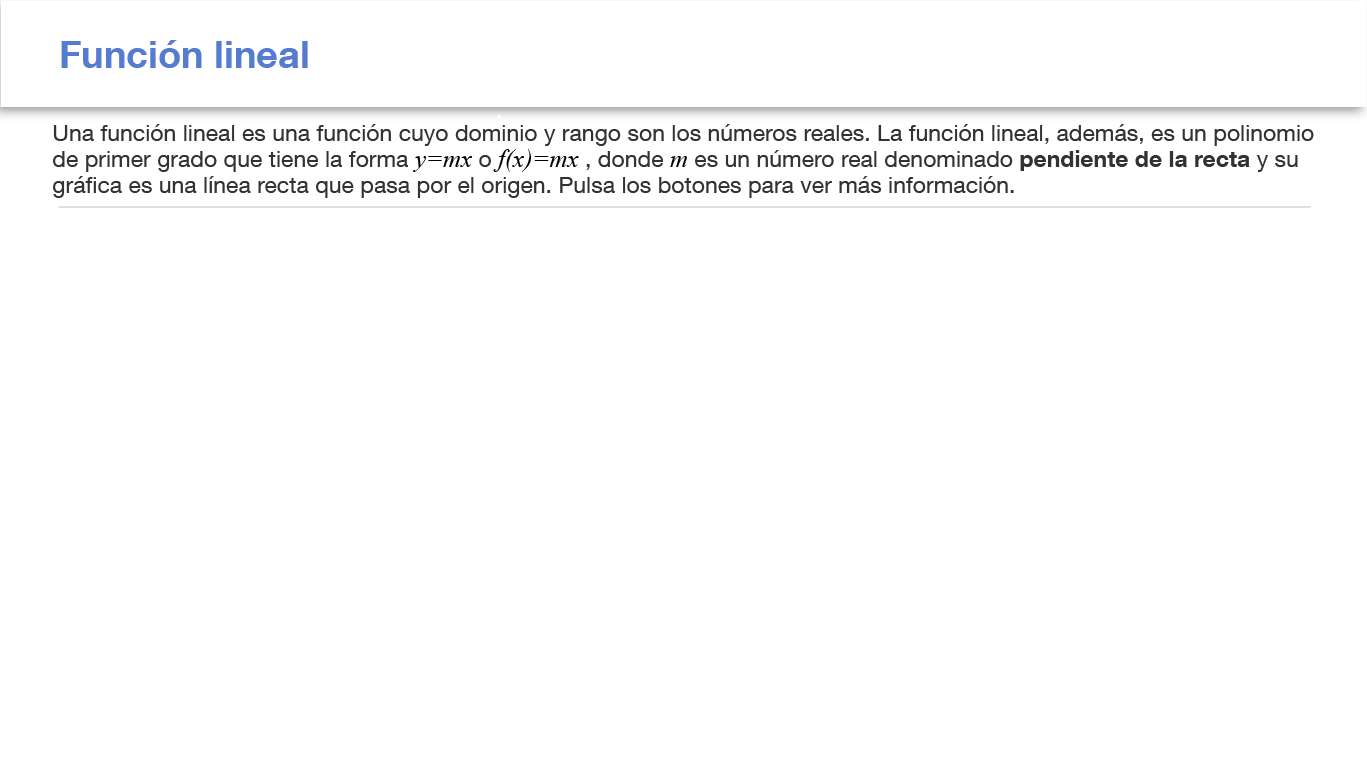 Función lineal
Una función lineal es una función cuyo dominio y rango son los números reales. La función lineal, además, es un polinomio
de primer grado que tiene la forma y=mx o f(x)=mx , donde m es un número real denominado pendiente de la recta y su
gráfica es una línea recta que pasa por el origen. Pulsa los botones para ver más información.